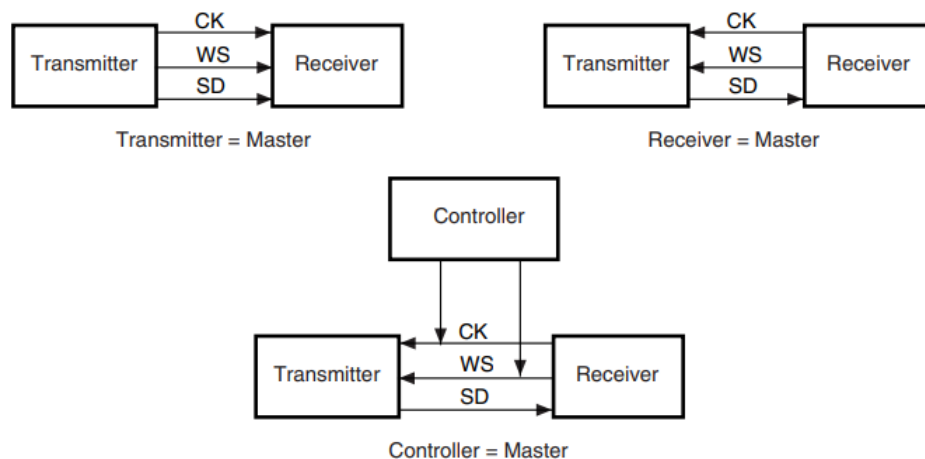 CK
Transmitter
WS
Receiver
SD
Transmitter = Master
CK
Transmitter
WS
Receiver
SD
Receiver = Master
Controller
CK
Transmitter
WS
Receiver
SD
Controller = Master